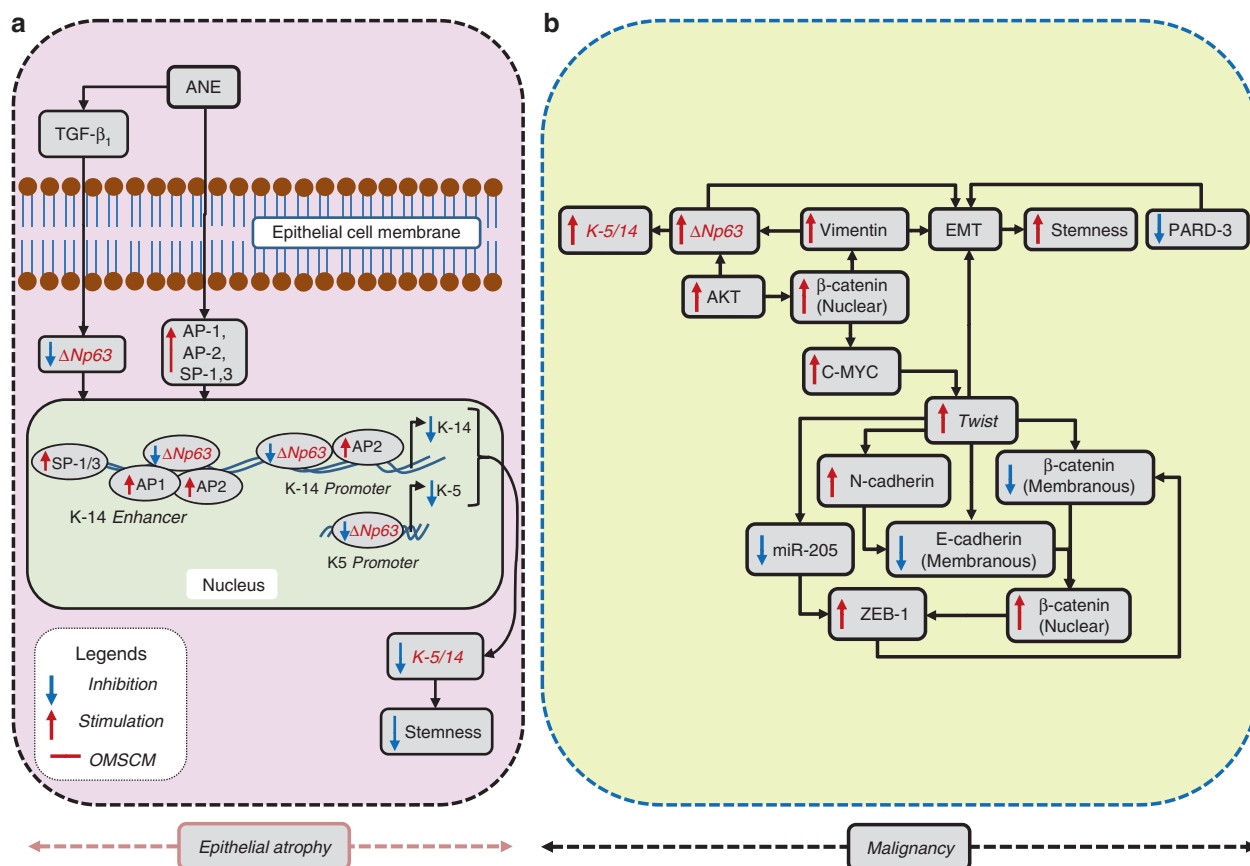 a
ANE
TGF-β1
Epithelial cell membrane
ΔNp63
AP-1,
AP-2,
SP-1,3
SP-1/3
ΔNp63
AP1
AP2
K-14 Enhancer
ΔNp63
AP2
K-14 Promoter
K-14
K-5
ΔNp63
K5 Promoter
Nucleus
Legends
Inhibition
Stimulation
OMSCM
K-5/14
Stemness
Epithelial atrophy
b
K-5/14
ΔNp63
Vimentin
EMT
Stemness
PARD-3
AKT
β-catenin
(Nuclear)
C-MYC
Twist
N-cadherin
β-catenin
(Membranous)
miR-205
E-cadherin
(Membranous)
ZEB-1
β-catenin
(Nuclear)
Malignancy